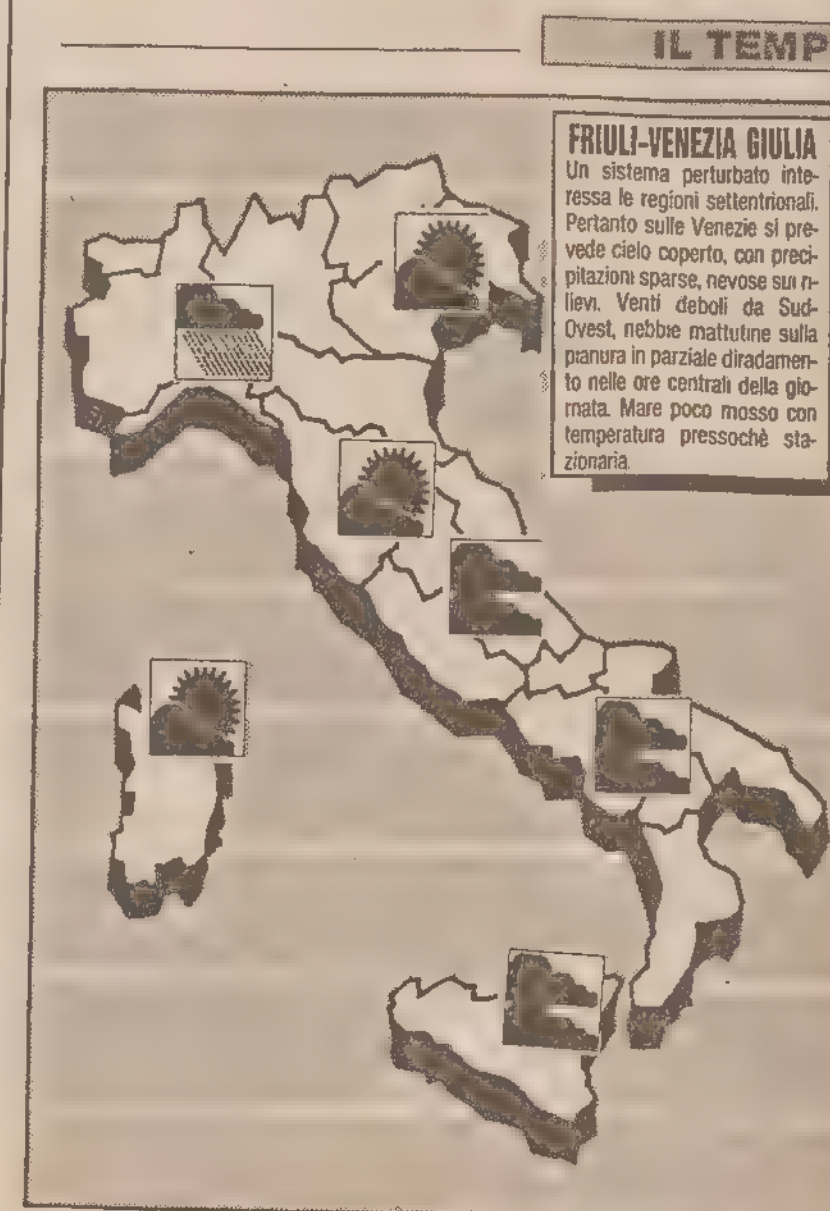 IL TEMP
FRIULI-VENEZIA GIULIA
Un sistema perturbato inte-
ressa le regioni settentrionali.
Pertanto sulle Venezie si pre-
vede cielo coperto, con preci-
pitazioni sparse, nevose sui ri-
lievi. Venti deboli da Sud-
Ovest, nebbie mattutine sulla
pianura in parziale diradamen-
to nelle ore centrali della gior-
nata. Mare poco mosso con
temperatura pressochè sta-
zionaria.